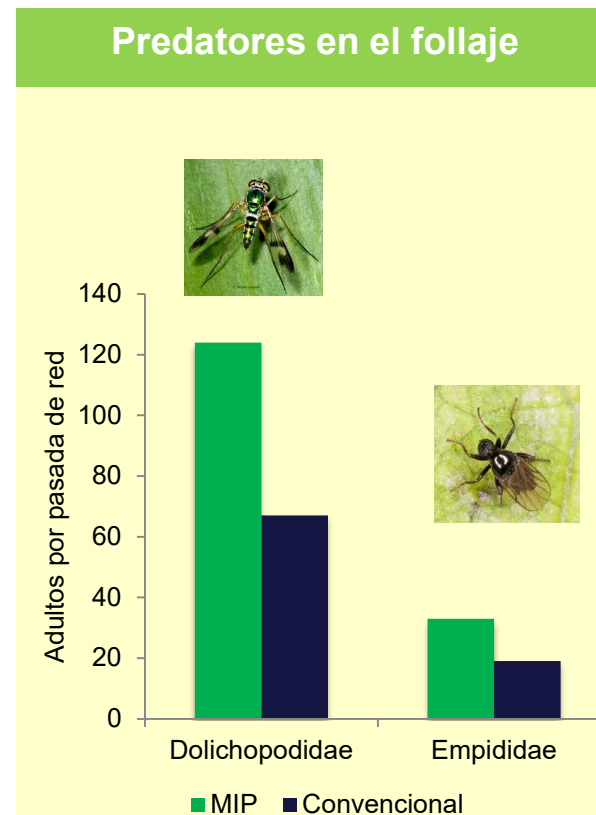 Predatores en el follaje
140
120
100
80
60
40
20
0
Adultos por pasada de red
Dolichopodidae
Empididae
MIP
Convencional